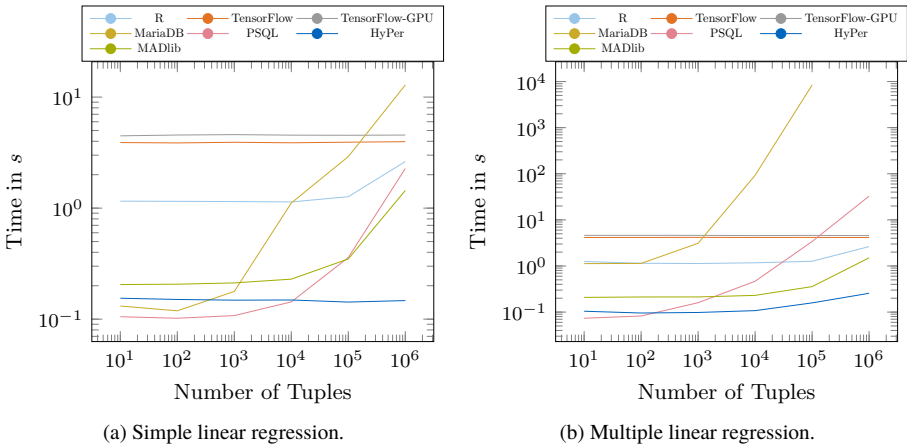 R TensorFlow TensorFlow-GPU
MariaDB PSQL HyPer
MADlib
10^1
10^0
10^−1
Time in s
10^1 10^2 10^3 10^4 10^5 10^6
Number of Tuples
(a) Simple linear regression.
R TensorFlow TensorFlow-GPU
MariaDB PSQL HyPer
MADlib
10^4
10^3
10^2
10^1
10^0
10^−1
Time in s
10^1 10^2 10^3 10^4 10^5 10^6
Number of Tuples
(b) Multiple linear regression.